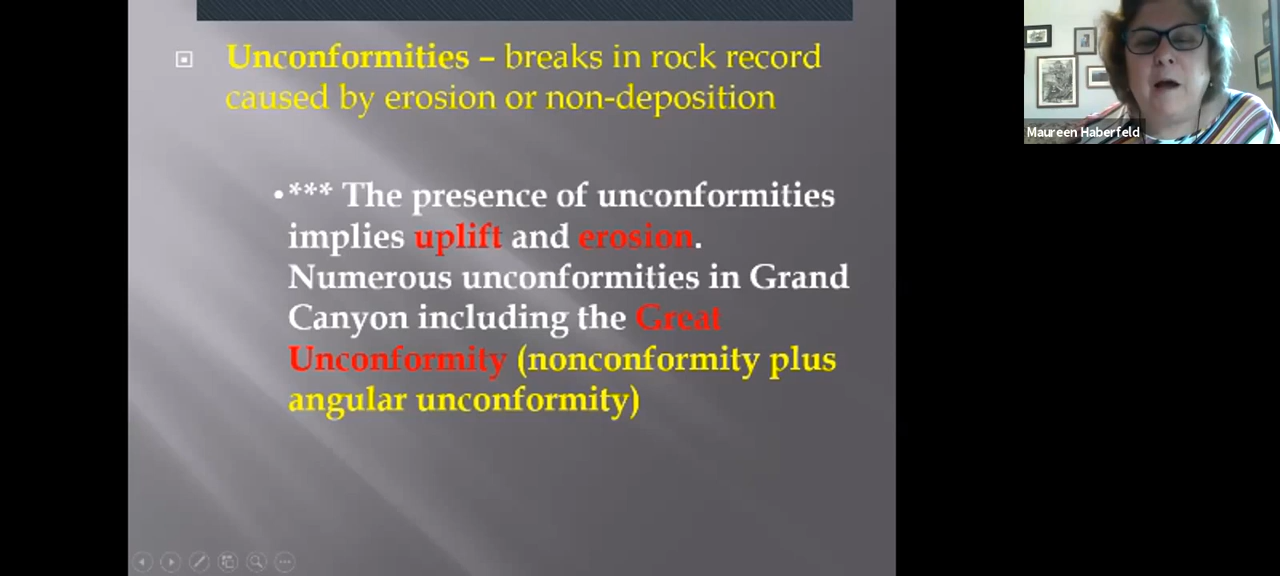 Unconformities – breaks in rock record
caused by erosion or non-deposition
•*** The presence of unconformities
implies uplift and erosion.
Numerous unconformities in Grand
Canyon including the Great
Unconformity (nonconformity plus
angular unconformity)
Maureen Haberfeld